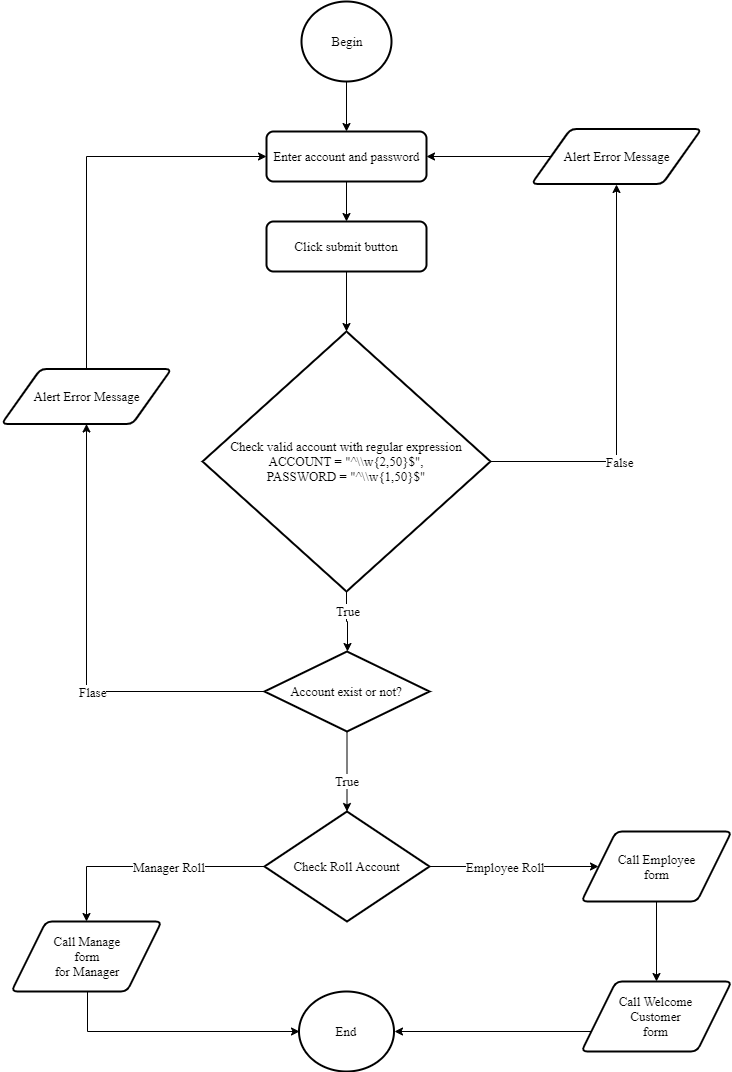 Begin
Enter account and password
Alert Error Message
Click submit button
Alert Error Message
Check valid account with regular expression
ACCOUNT = "^\\w{2,50}$",
PASSWORD = "^\\w{1,50}$"
False
True
Account exist or not?
Flase
True
Check Roll Account
Manager Roll
Employee Roll
Call Employee
form
Call Manage
form
for Manager
Call Welcome
Customer
form
End